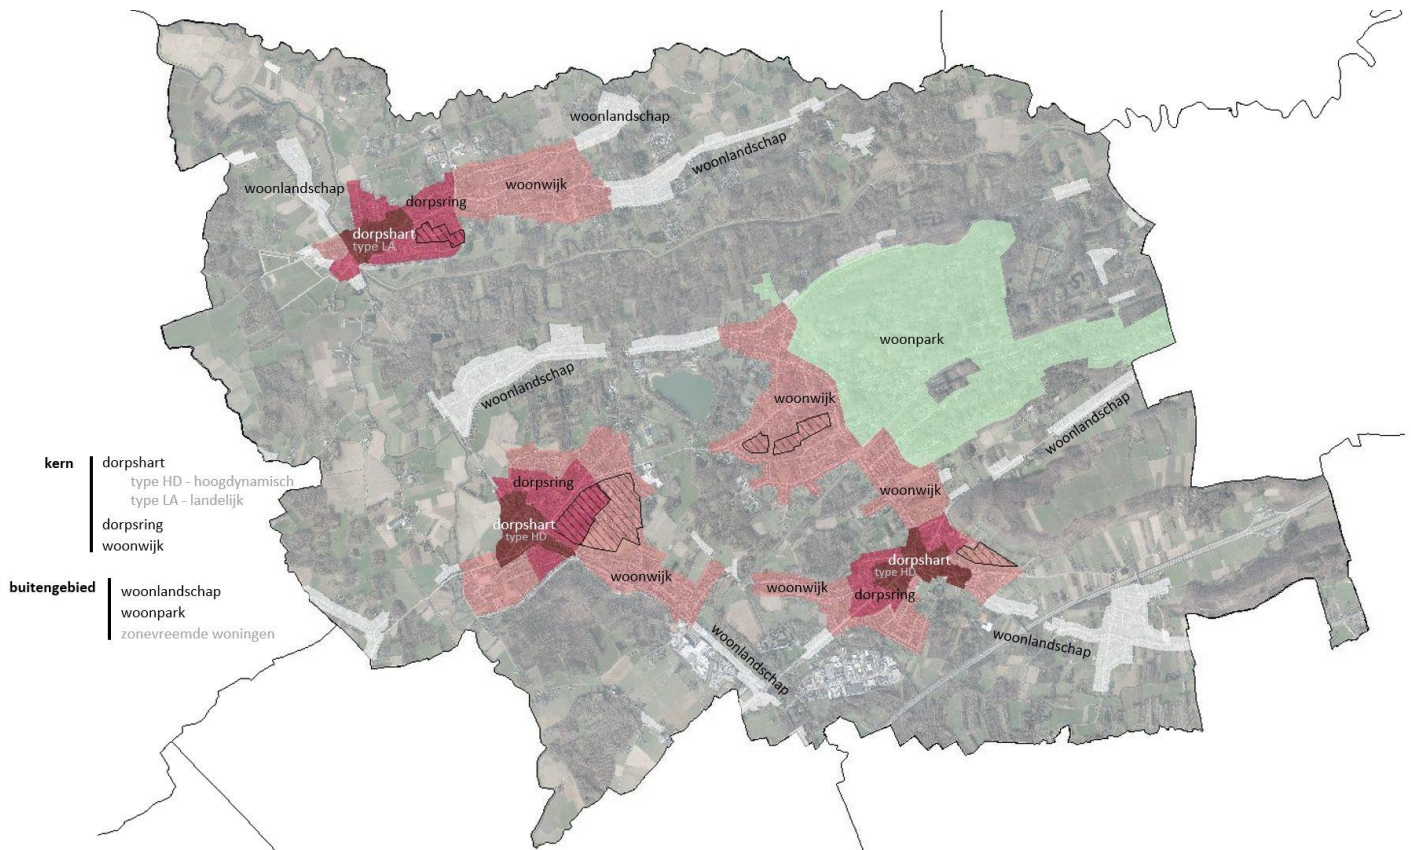 woonlandschap
woonlandschap
woonlandschap
woonwijk
dorpsring
dorpshart
type LA
woonpark
woonlandschap
woonwijk
woonlandschap
kern
dorpshart
type HD - hoogdynamisch
type LA - landelijk
dorpsring
woonwijk
dorpsring
dorpshart
type HD
woonwijk
woonwijk
woonwijk
dorpshart
type HD
dorpsring
buitengebied
woonlandschap
woonpark
zonevreemde woningen
woonlandschap
woonlandschap